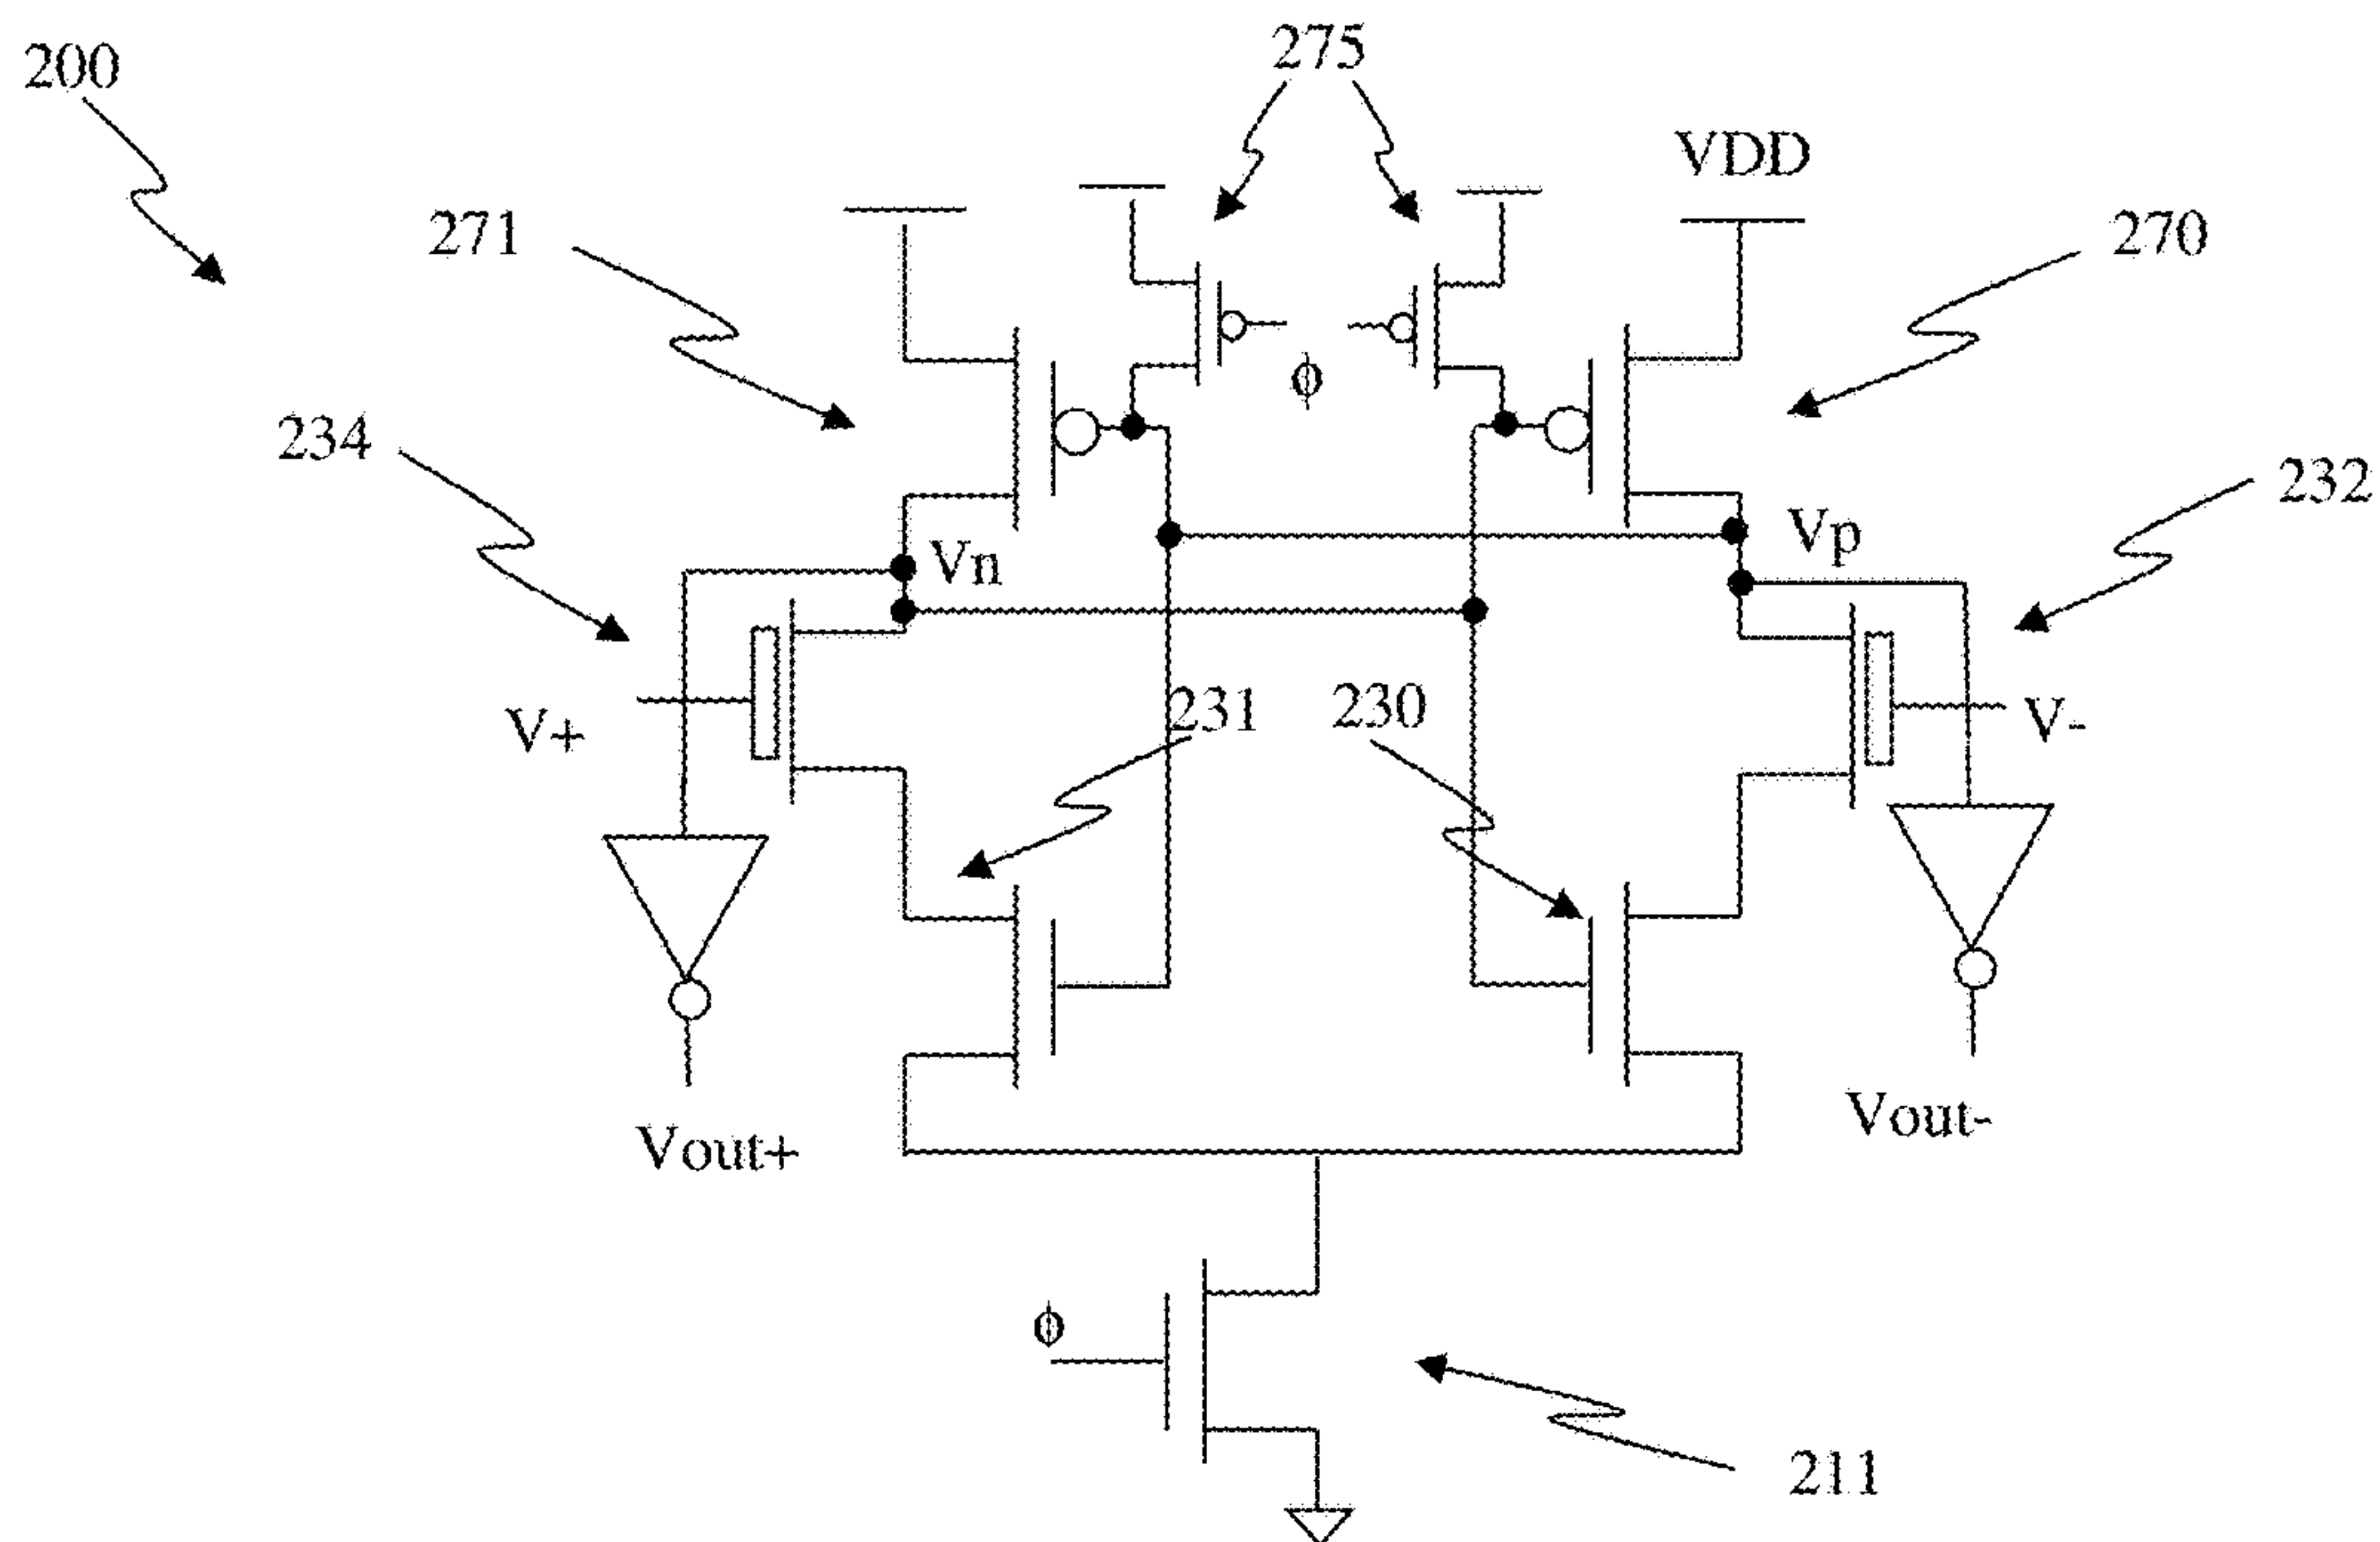 200
275
VDD
271
270
ϕ
234
232
Vn
Vp
V+
231
230
V-
Vout+
Vout-
ϕ
211